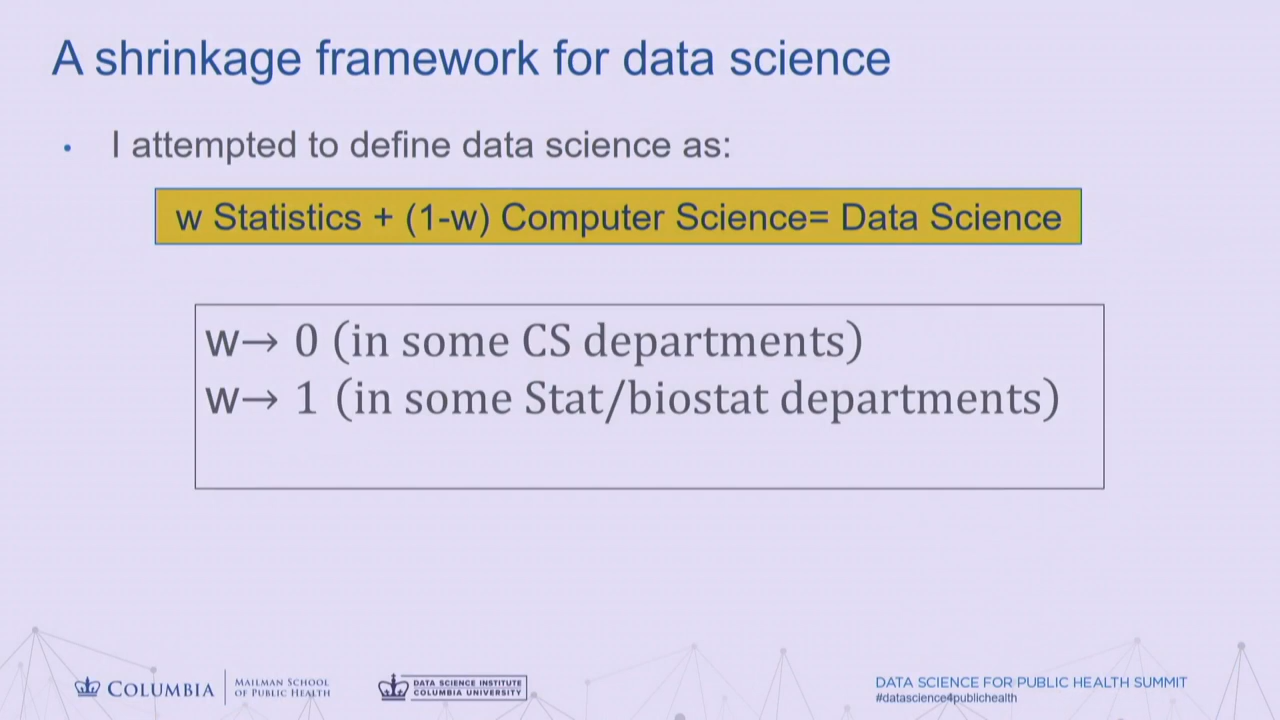 A shrinkage framework for data science
• I attempted to define data science as:
w Statistics + (1-w) Computer Science= Data Science
w→ 0 (in some CS departments)
w→ 1 (in some Stat/biostat departments)
COLUMBIA
MAILMAN SCHOOL
OF PUBLIC HEALTH
DATA SCIENCE INSTITUTE
COLUMBIA UNIVERSITY
DATA SCIENCE FOR PUBLIC HEALTH SUMMIT
#datascience4publichealth